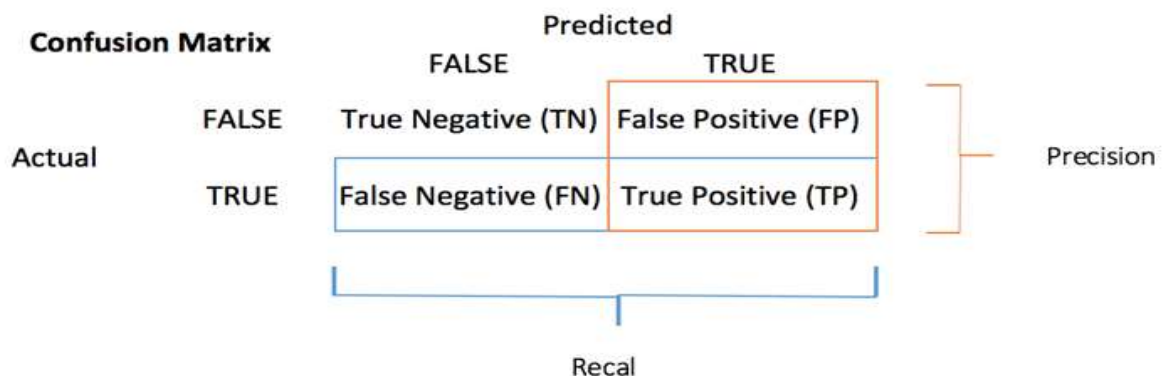 Predicted
Confusion Matrix
FALSE TRUE
FALSE True Negative (TN) False Positive (FP)
Actual Precision
TRUE False Negative (FN) True Positive (TP)
Recal